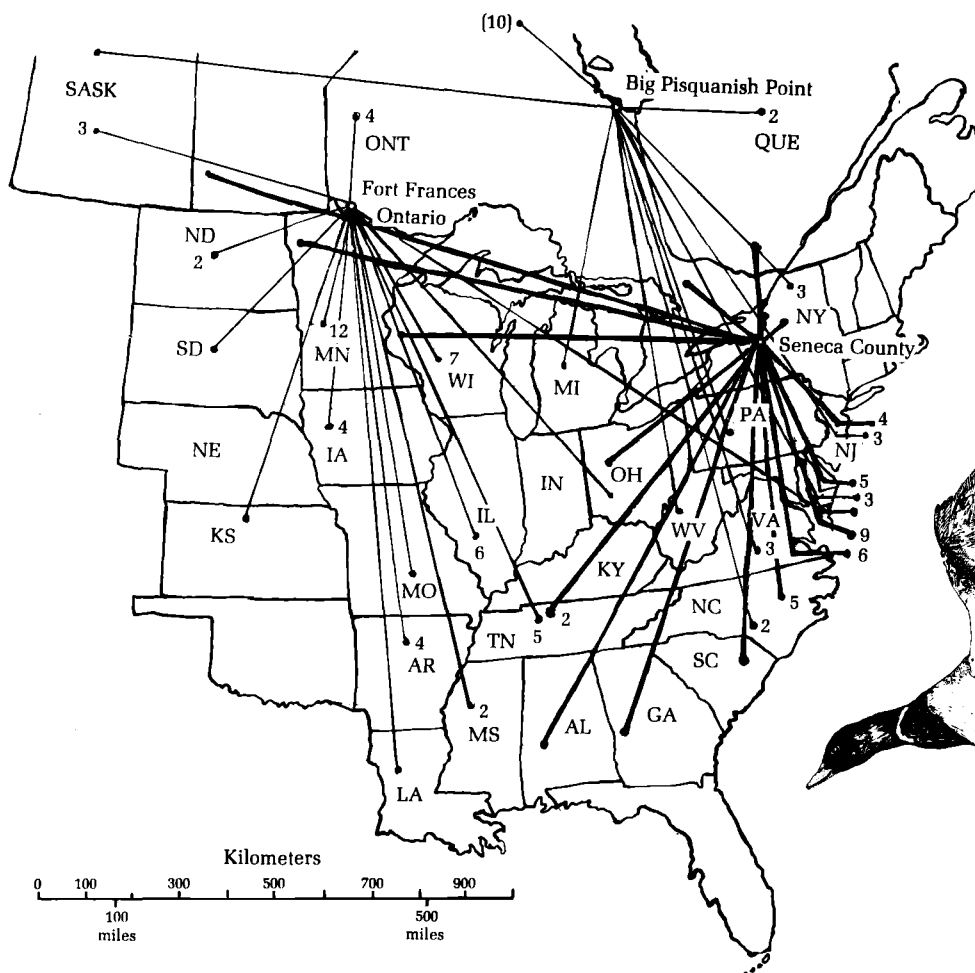 (10)
Big Pisquanish Point
SASK
3
4
ONT
2
QUE
Fort Frances
Ontario
ND
2
3
NY
12
MN
SD
7
WI
MI
Seneca County
4
IA
PA
4
3
NJ
NE
OH
IN
5
3
IL
WV
VA
9
KS
6
3
6
KY
MO
NC
5
TN
5
2
2
4
AR
SC
2
MS
AL
GA
LA
Kilometers
0 100 300 500 700 900
100 500
miles miles